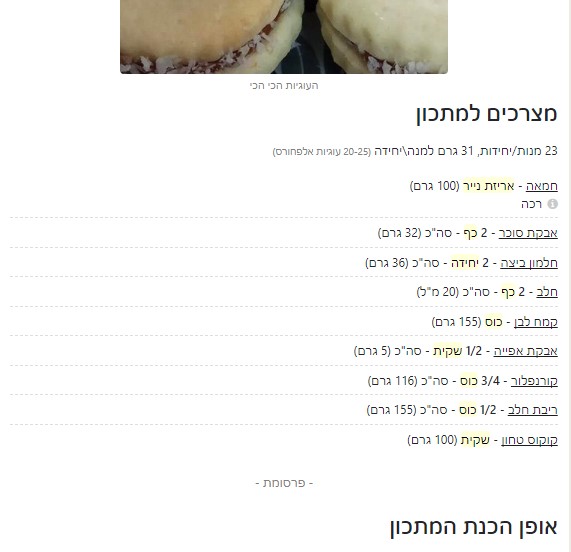 העוגיות הכי הכי
מצרכים למתכון
23 מנות/יחידות, 31 גרם למנה\יחידה (20-25 עוגיות אלפחורס)
חמאה - אריזת נייר (100 גרם)
רכה
אבקת סוכר - 2 כף - סה"כ (32 גרם)
חלמון ביצה - 2 יחידה - סה"כ (36 גרם)
חלב - 2 כף - סה"כ (20 מ"ל)
קמח לבן - כוס (155 גרם)
אבקת אפייה - 1/2 שקית - סה"כ (5 גרם)
קורנפלור - 3/4 כוס - סה"כ (116 גרם)
ריבת חלב - 1/2 כוס - סה"כ (155 גרם)
קוקוס טחון - שקית (100 גרם)
- פרסומת -
אופן הכנת המתכון